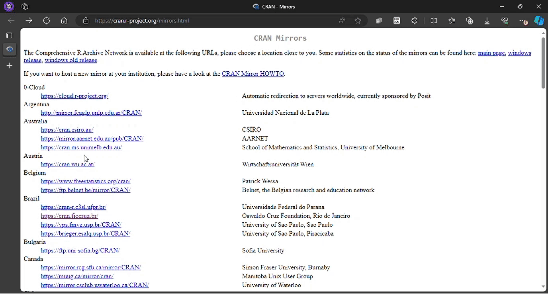 CRAN - Mirrors
https://cran.r-project.org/mirrors.html
CRAN Mirrors
The Comprehensive R Archive Network is available at the following URLs, please choose a location close to you. Some statistics on the status of the mirrors can be found here: main page, windows
release, windows old release.
If you want to host a new mirror at your institution, please have a look at the CRAN Mirror HOWTO.
0-Cloud
https://cloud.r-project.org/ Automatic redirection to servers worldwide, currently sponsored by Posit
Argentina
http://mirror.fcaglp.unlp.edu.ar/CRAN/ Universidad Nacional de La Plata
Australia
https://cran.csiro.au/ CSIRO
https://mirror.aarnet.edu.au/pub/CRAN/ AARNET
https://cran.ms.unimelb.edu.au/ School of Mathematics and Statistics, University of Melbourne
Austria
https://cran.wu.ac.at/ Wirtschaftsuniversität Wien
Belgium
https://www.freestatistics.org/cran/ Patrick Wessa
https://ftp.belnet.be/mirror/CRAN/ Belnet, the Belgian research and education network
Brazil
https://cran-r.c3sl.ufpr.br/ Universidade Federal do Parana
https://cran.fiocruz.br/ Oswaldo Cruz Foundation, Rio de Janeiro
https://vps.fmvz.usp.br/CRAN/ University of Sao Paulo, Sao Paulo
https://brieger.esalq.usp.br/CRAN/ University of Sao Paulo, Piracicaba
Bulgaria
https://ftp.uni-sofia.bg/CRAN/ Sofia University
Canada
https://mirror.rcg.sfu.ca/mirror/CRAN/ Simon Fraser University, Burnaby
https://muug.ca/mirror/cran/ Manitoba Unix User Group
https://mirror.csclub.uwaterloo.ca/CRAN/ University of Waterloo